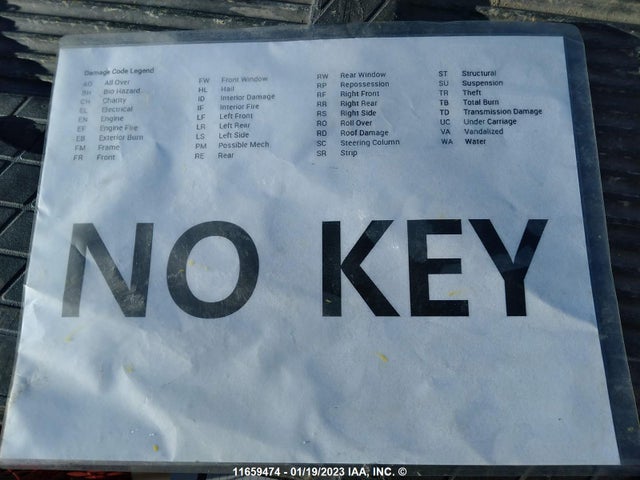 Damage Code Legend
AO All Over
BH Bio Hazard
CH Charity
EL Electrical
EN Engine
EF Engine Fire
EB Exterior Burn
FM Frame
FR Front
FW Front Window
HL Hail
ID Interior Damage
IF Interior Fire
LF Left Front
LR Left Rear
LS Left Side
PM Possible Mech
RE Rear
RW Rear Window
RP Repossession
RF Right Front
RR Right Rear
RS Right Side
RO Roll Over
RD Roof Damage
SC Steering Column
SR Strip
ST Structural
SU Suspension
TR Theft
TB Total Burn
TD Transmission Damage
UC Under Carriage
VA Vandalized
WA Water
NO KEY
11659474 - 01/19/2023 IAA, INC. ©